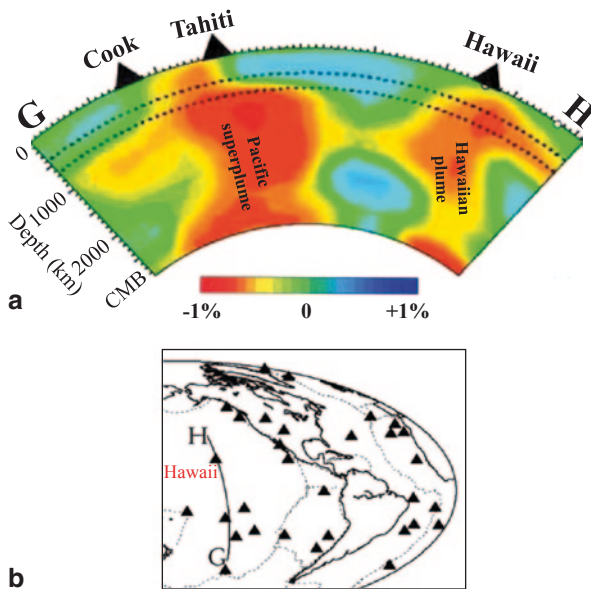 a
Cook
Tahiti
Hawaii
G
H
Pacific
superplume
Hawaiian
plume
0
1000
2000
CMB
Depth (km)
-1%
0
+1%
b
H
Hawaii
G